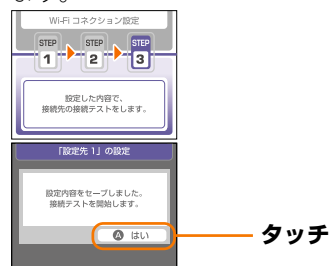 Wi-Fi コネクション設定
STEP 1 STEP 2 STEP 3
設定した内容で、
接続先の接続テストをします。
「設定先 1」の設定
設定内容をセーブしました。
接続テストを開始します。
A はい
タッチ